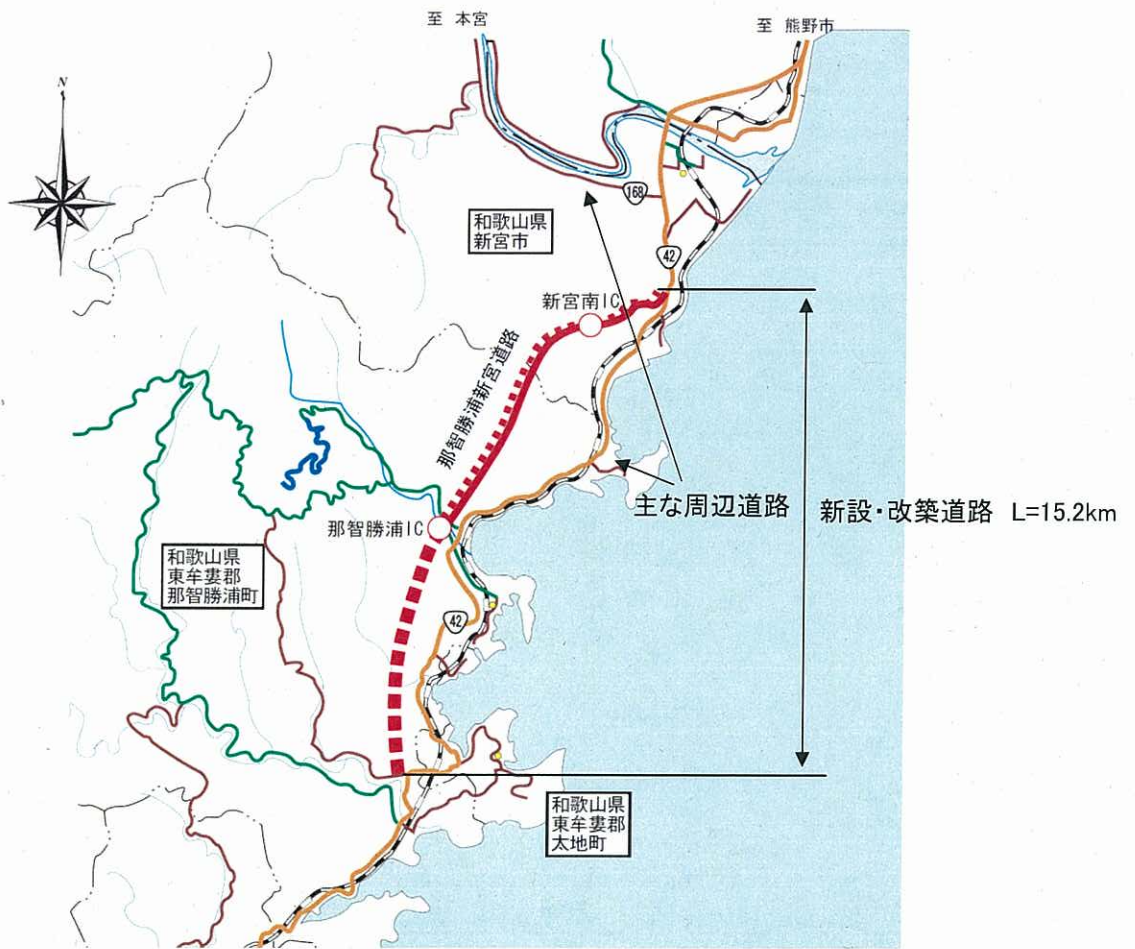 至 本宮
至 熊野市
N
168
和歌山県
新宮市
42
新宮南IC
那智勝浦新宮道路
主な周辺道路
新設・改築道路 L=15.2km
那智勝浦IC
和歌山県
東牟婁郡
那智勝浦町
42
和歌山県
東牟婁郡
太地町